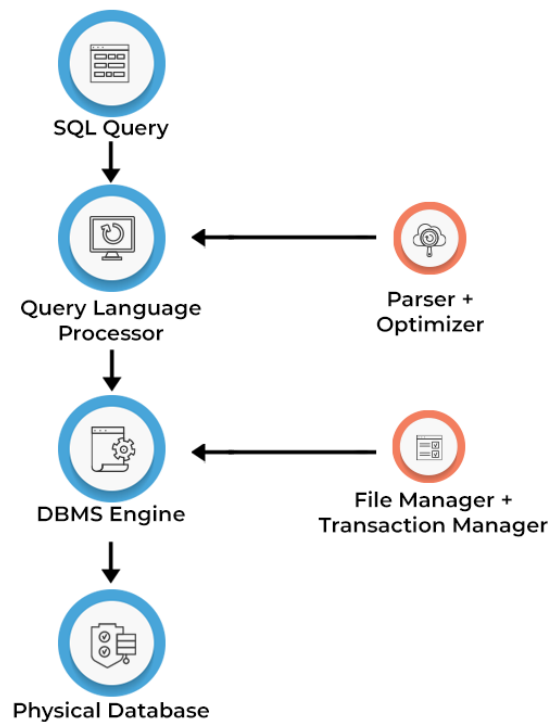 SQL Query
Query Language
Processor
Parser +
Optimizer
DBMS Engine
File Manager +
Transaction Manager
Physical Database